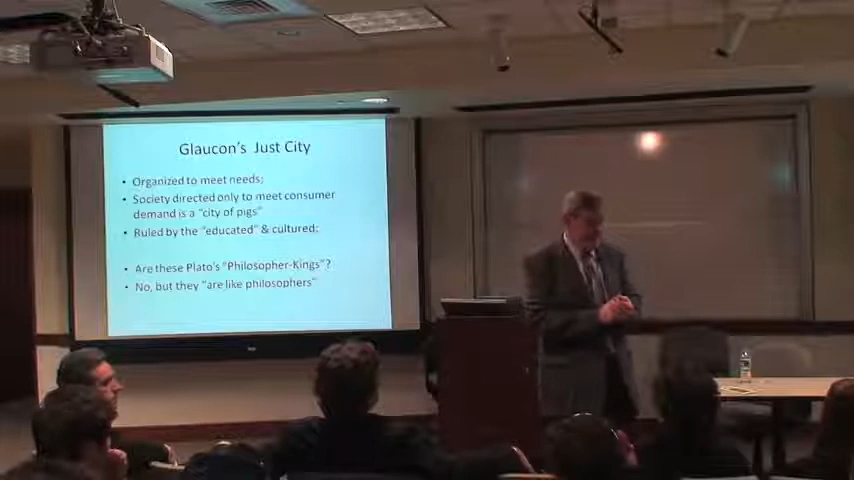 Glaucon's Just City
• Organized to meet needs;
• Society directed only to meet consumer
demand is a "city of pigs"
• Ruled by the "educated" & cultured;
• Are these Plato's "Philosopher-Kings"?
• No, but they "are like philosophers"